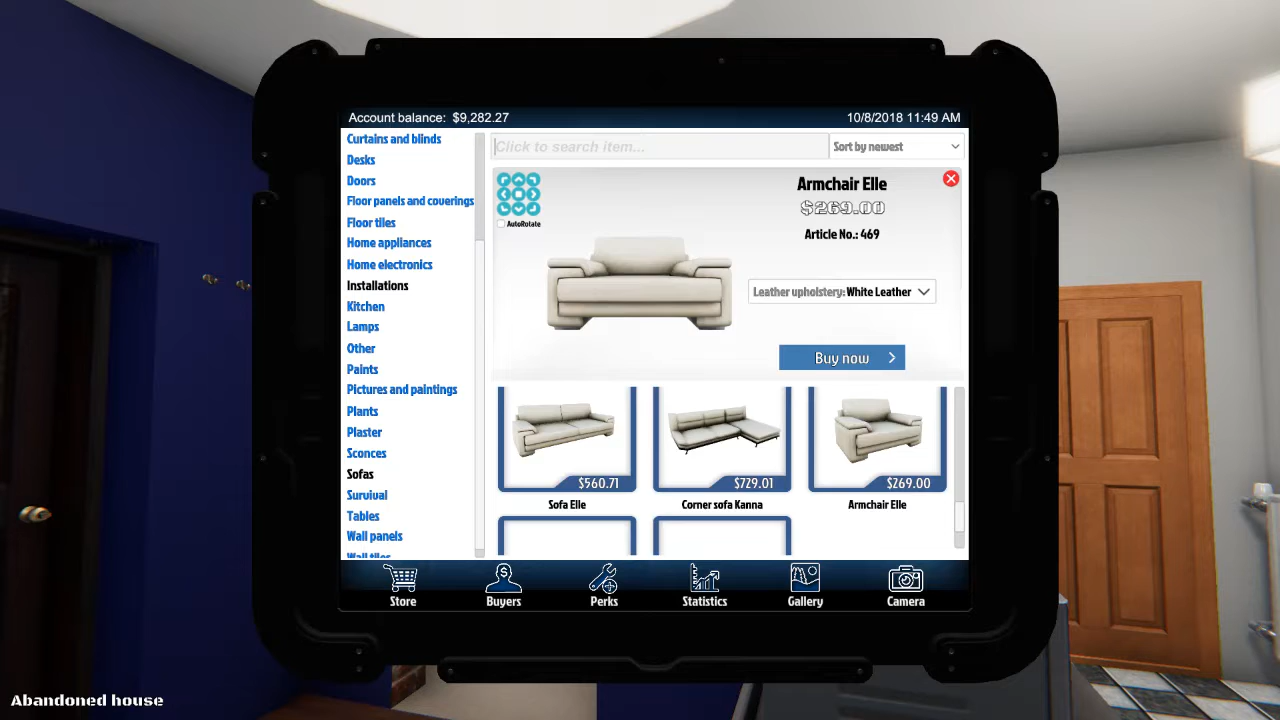 Account balance: $9,282.27
10/8/2018 11:49 AM
Curtains and blinds
Desks
Doors
Floor panels and coverings
Floor tiles
Home appliances
Home electronics
Installations
Kitchen
Lamps
Other
Paints
Pictures and paintings
Plants
Plaster
Sconces
Sofas
Survival
Tables
Wall panels
Wall tiles
Click to search item...
Sort by newest
AutoRotate
Armchair Elle
$269.00
Article No.: 469
Leather upholstery: White Leather
Buy now
$560.71
$729.01
$269.00
Sofa Elle
Corner sofa Kanna
Armchair Elle
Store
Buyers
Perks
Statistics
Gallery
Camera
Abandoned house